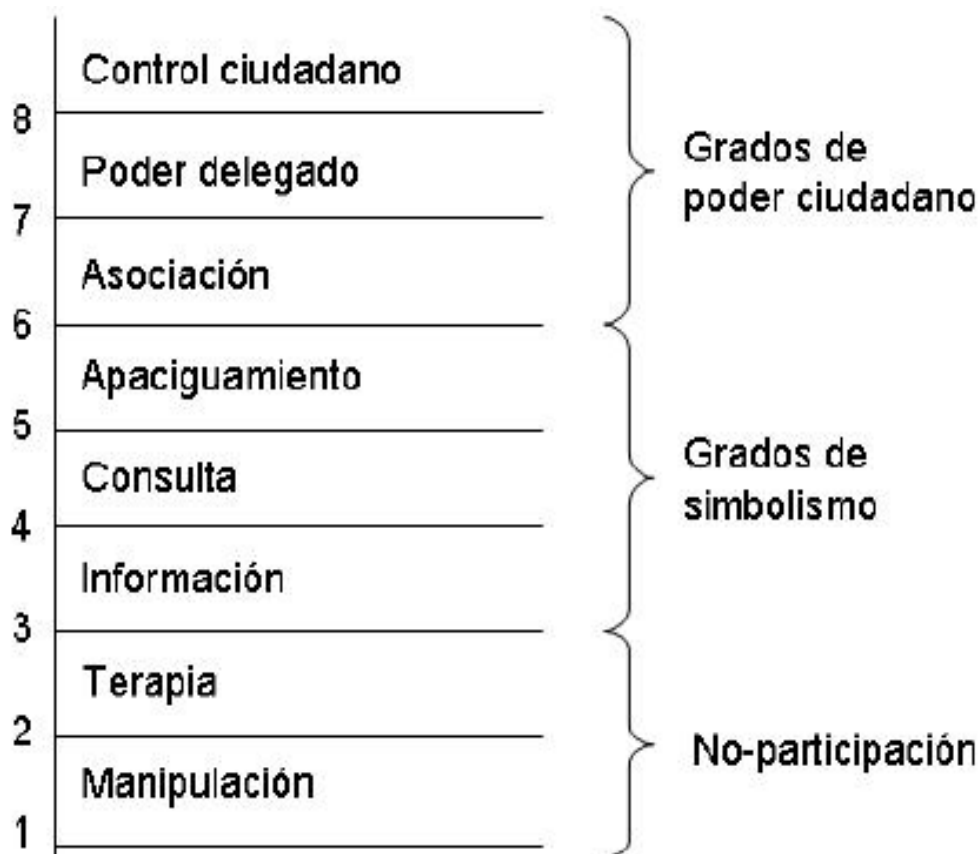 Control ciudadano
8
Poder delegado
7
Asociación
6
Apaciguamiento
5
Consulta
4
Información
3
Terapia
2
Manipulación
1
Grados de
poder ciudadano
Grados de
simbolismo
No-participación